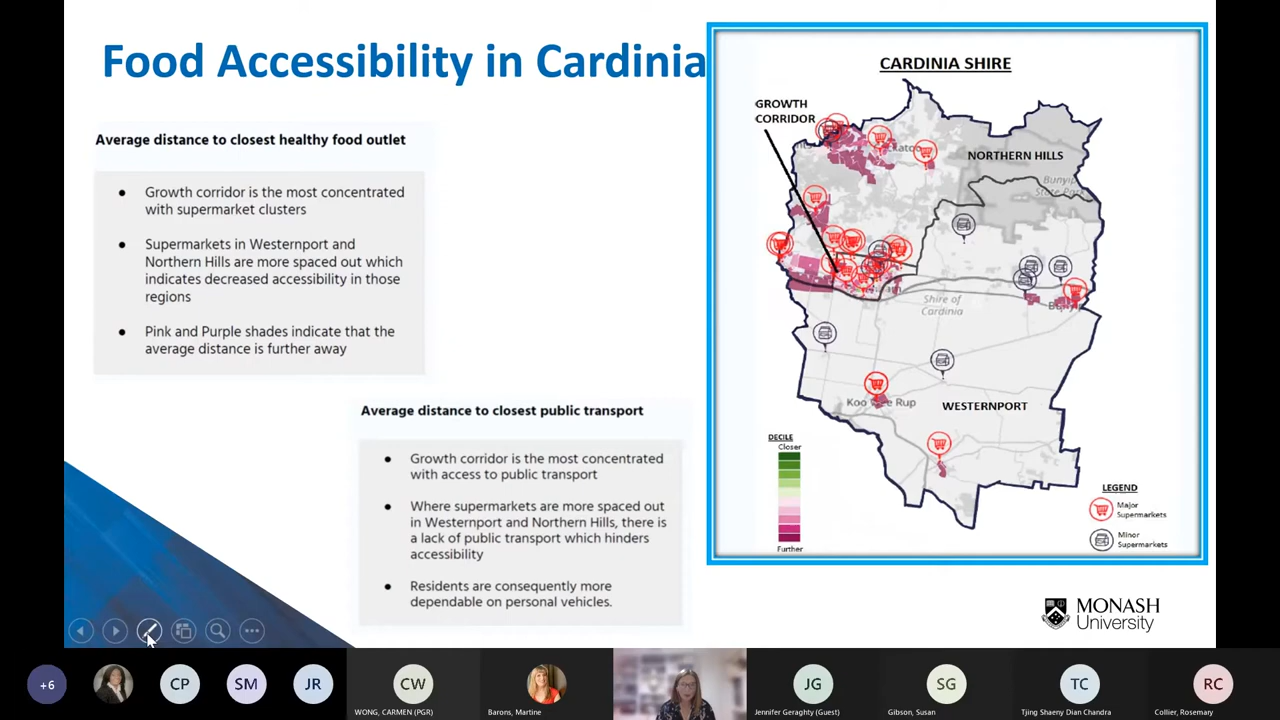 Food Accessibility in Cardinia
Average distance to closest healthy food outlet
Growth corridor is the most concentrated
with supermarket clusters
Supermarkets in Westernport and
Northern Hills are more spaced out which
indicates decreased accessibility in those
regions
Pink and Purple shades indicate that the
average distance is further away
Average distance to closest public transport
Growth corridor is the most concentrated
with access to public transport
Where supermarkets are more spaced out
in Westernport and Northern Hills, there is
a lack of public transport which hinders
accessibility
Residents are consequently more
dependable on personal vehicles.
CARDINIA SHIRE
GROWTH
CORRIDOR
NORTHERN HILLS
Bunyip
State Park
Shire of
Cardinia
Koo Wee Rup
WESTERNPORT
DECILE
Closer
Further
LEGEND
Major
Supermarkets
Minor
Supermarkets
MONASH
University
+6
CP
SM
JR
CW
WONG, CARMEN (PGR)
Barons, Martine
JG
Jennifer Geraghty (Guest)
SG
Gibson, Susan
TC
Tjing Shaeny Dian Chandra
RC
Collier, Rosemary